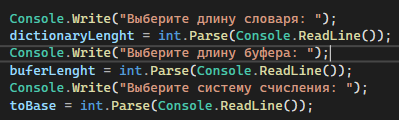 Console.Write("Выберите длину словаря: ");
dictionaryLenght = int.Parse(Console.ReadLine());
Console.Write("Выберите длину буфера: ");
buferLenght = int.Parse(Console.ReadLine());
Console.Write("Выберите систему счисления: ");
toBase = int.Parse(Console.ReadLine());